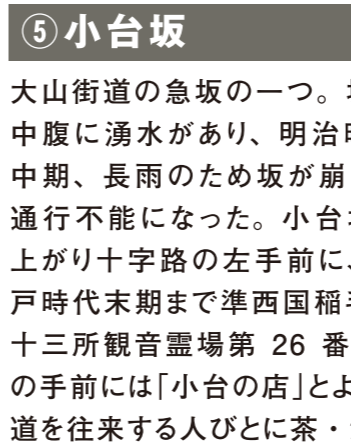 ⑤小台坂
大山街道の急坂の一つ。
中腹に湧水があり、明治
中期、長雨のため坂が崩
通行不能になった。小台
上がり十字路の左手前に、
戸時代末期まで準西国稲
十三所観音霊場第 26 番
の手前には「小台の店」とよ
道を往来する人びとに茶・